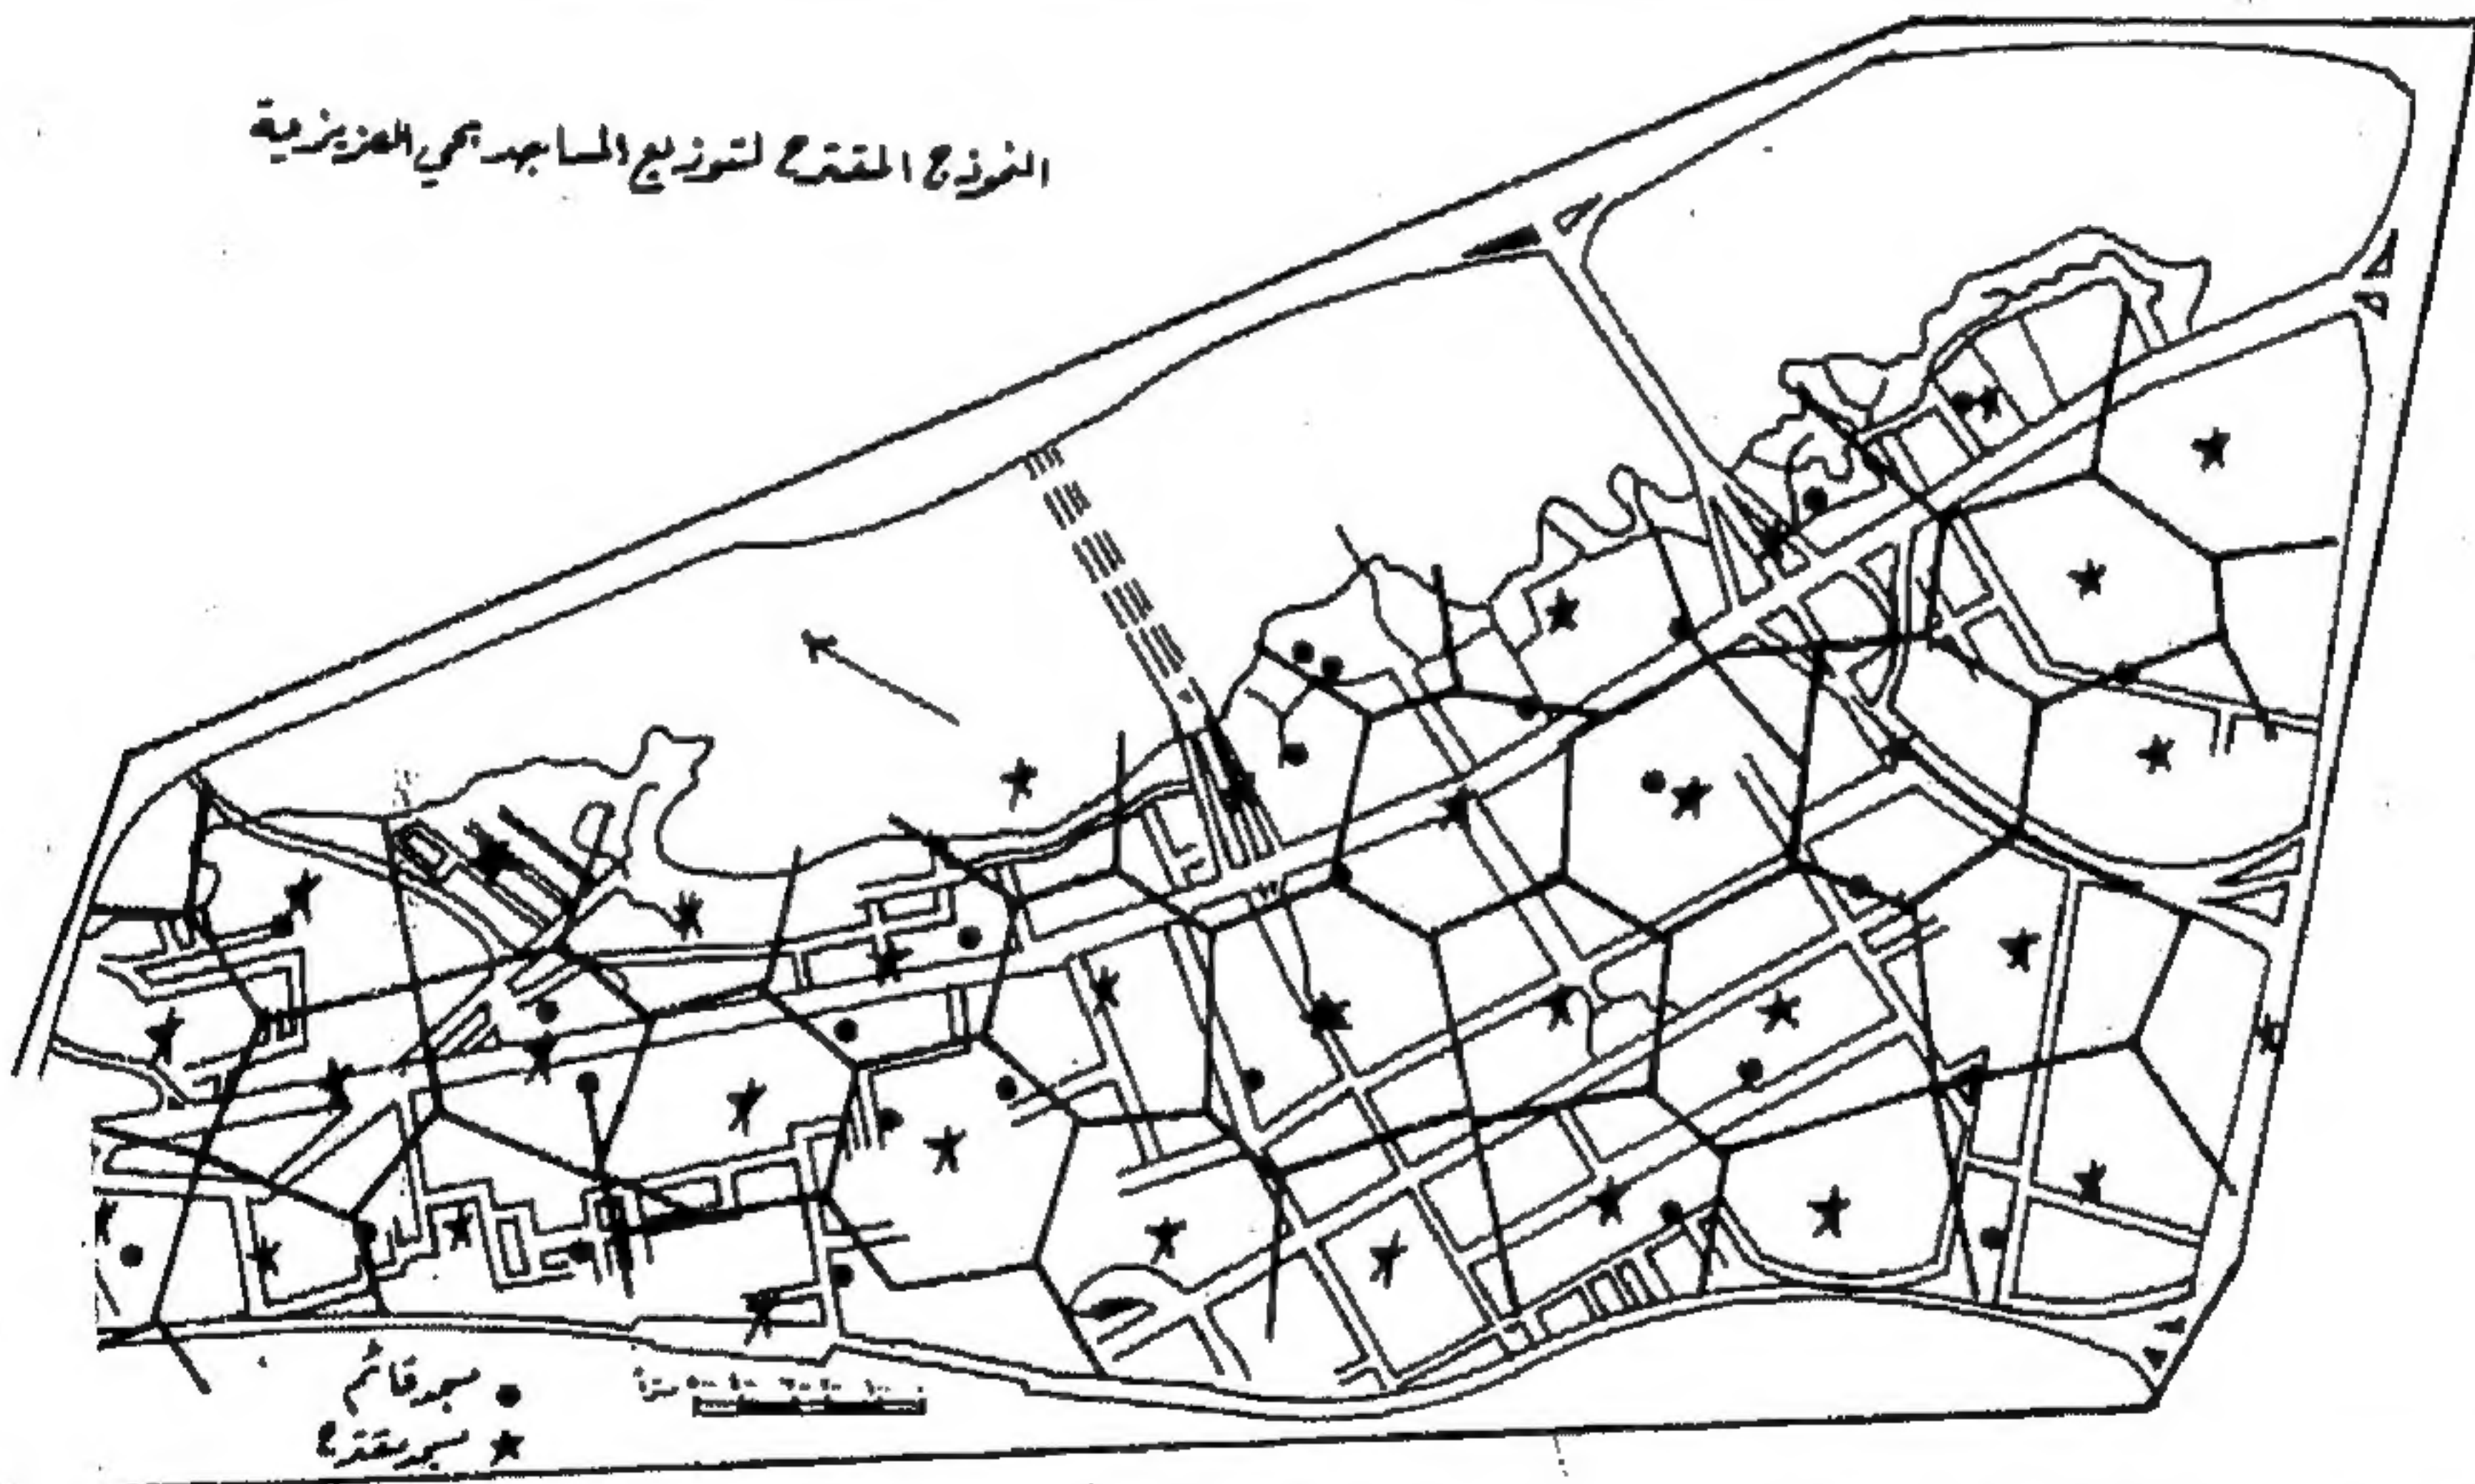 النموذج المقترح لتوزيع المساجد بحي العزيزية
مسجد قائم
مسجد مقترح